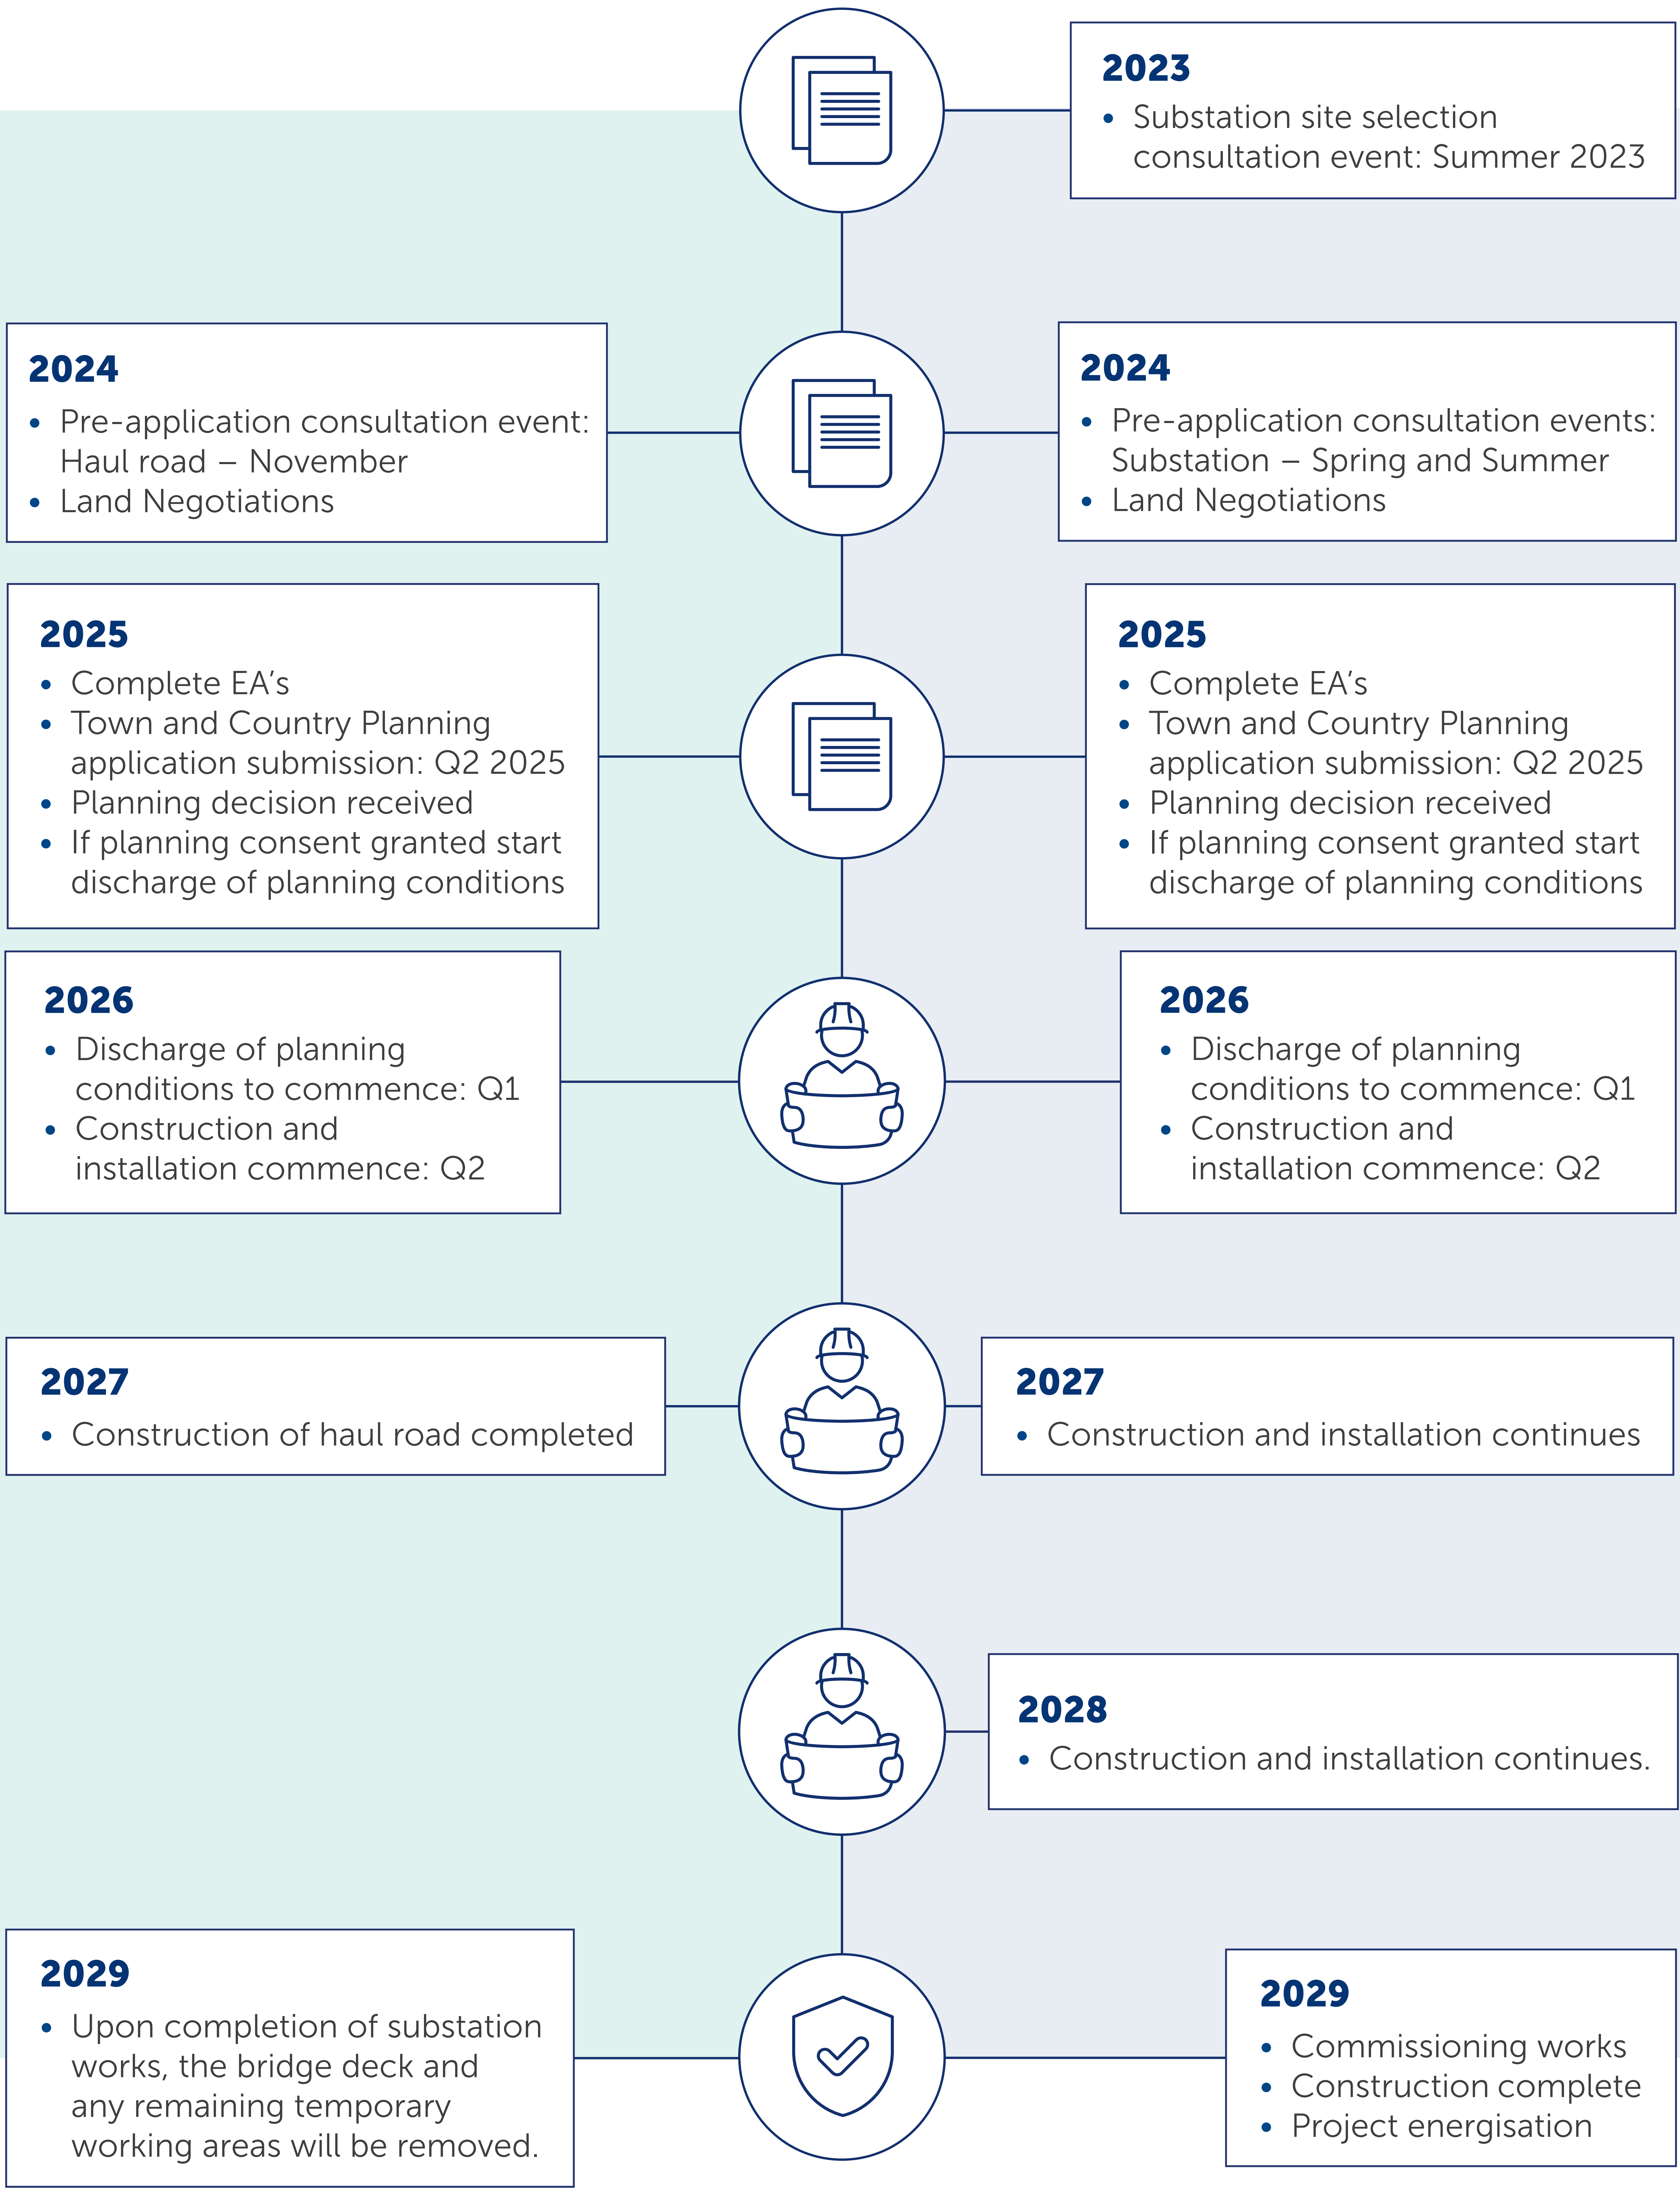 2023
• Substation site selection
consultation event: Summer 2023
2024
• Pre-application consultation event:
Haul road – November
• Land Negotiations
2024
• Pre-application consultation events:
Substation – Spring and Summer
• Land Negotiations
2025
• Complete EA’s
• Town and Country Planning
application submission: Q2 2025
• Planning decision received
• If planning consent granted start
discharge of planning conditions
2025
• Complete EA’s
• Town and Country Planning
application submission: Q2 2025
• Planning decision received
• If planning consent granted start
discharge of planning conditions
2026
• Discharge of planning
conditions to commence: Q1
• Construction and
installation commence: Q2
2026
• Discharge of planning
conditions to commence: Q1
• Construction and
installation commence: Q2
2027
• Construction of haul road completed
2027
• Construction and installation continues
2028
• Construction and installation continues.
2029
• Upon completion of substation
works, the bridge deck and
any remaining temporary
working areas will be removed.
2029
• Commissioning works
• Construction complete
• Project energisation